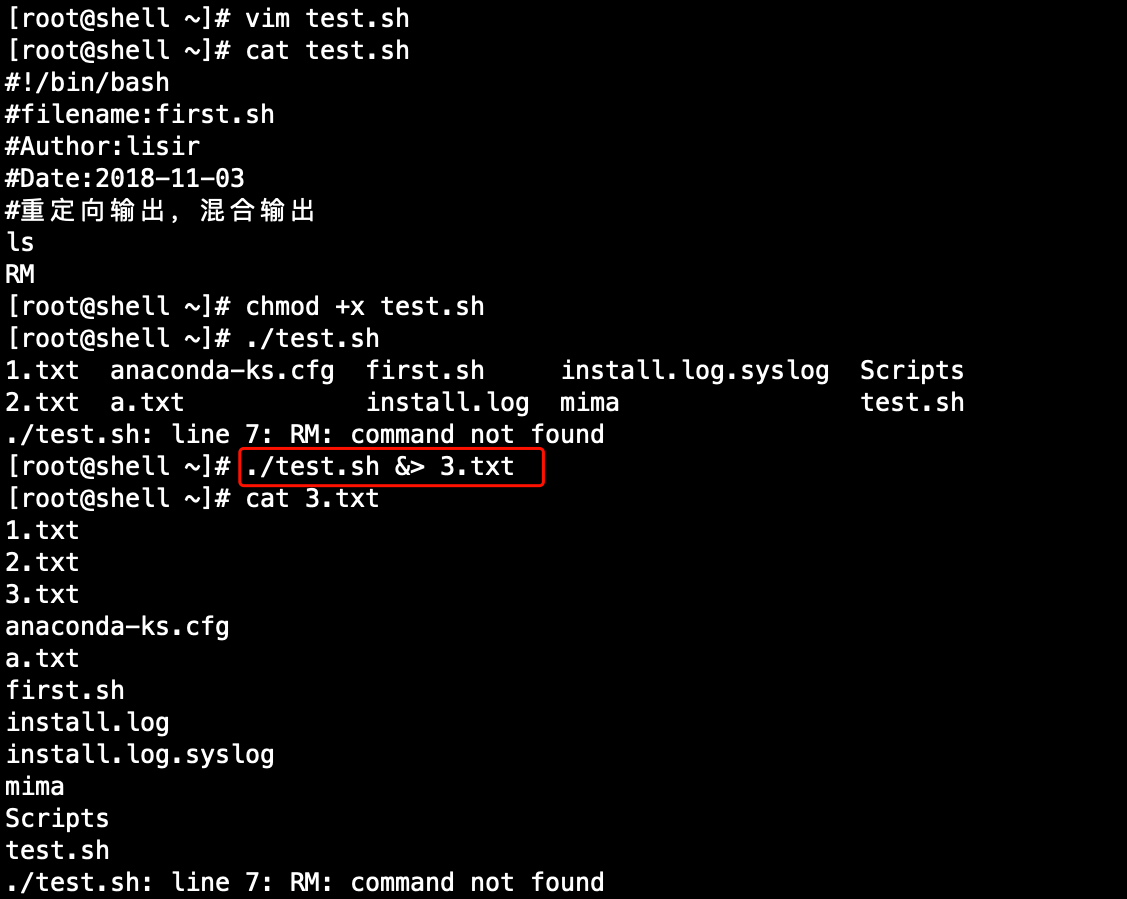 [root@shell ~]# vim test.sh
[root@shell ~]# cat test.sh
#!/bin/bash
#filename:first.sh
#Author:lisir
#Date:2018-11-03
#重定向输出，混合输出
ls
RM
[root@shell ~]# chmod +x test.sh
[root@shell ~]# ./test.sh
1.txt  anaconda-ks.cfg  first.sh     install.log.syslog  Scripts
2.txt  a.txt            install.log  mima                test.sh
./test.sh: line 7: RM: command not found
[root@shell ~]# ./test.sh &> 3.txt
[root@shell ~]# cat 3.txt
1.txt
2.txt
3.txt
anaconda-ks.cfg
a.txt
first.sh
install.log
install.log.syslog
mima
Scripts
test.sh
./test.sh: line 7: RM: command not found